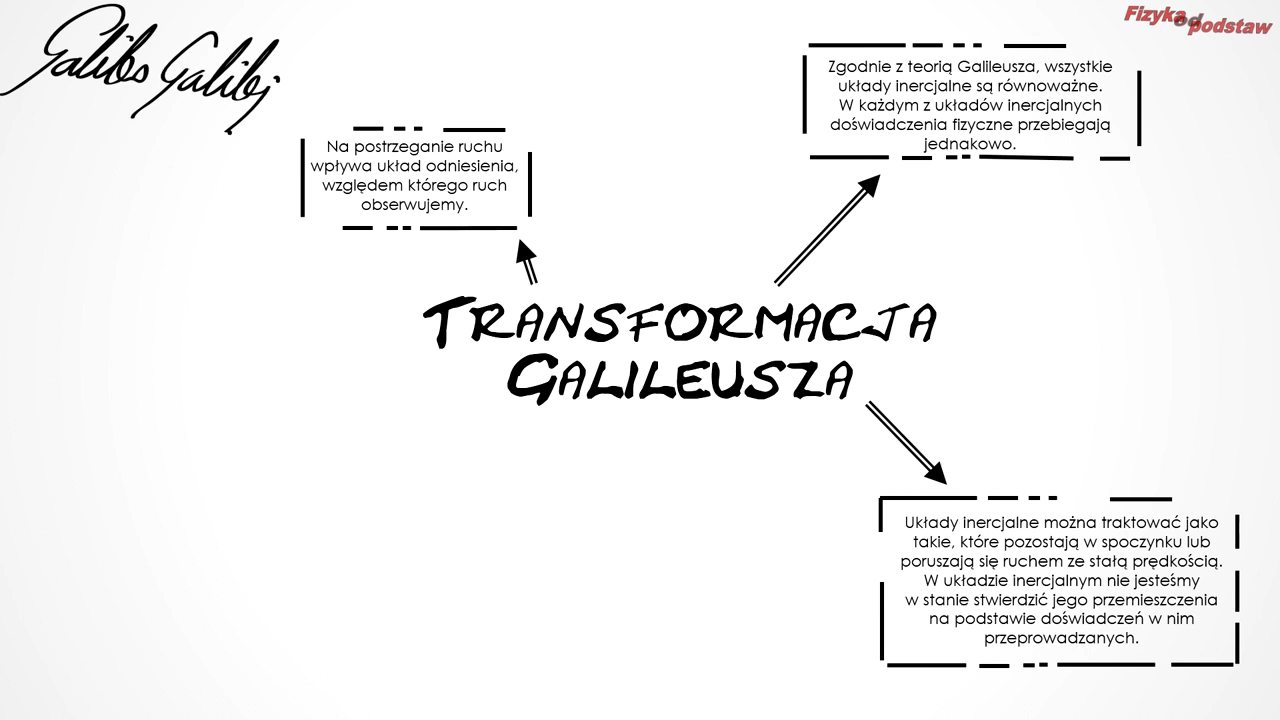 Galileo Galilej
Fizyka od podstaw
Zgodnie z teorią Galileusza, wszystkie
układy inercjalne są równoważne.
W każdym z układów inercjalnych
doświadczenia fizyczne przebiegają
jednakowo.
Na postrzeganie ruchu
wpływa układ odniesienia,
względem którego ruch
obserwujemy.
Transformacja
Galileusza
Układy inercjalne można traktować jako
takie, które pozostają w spoczynku lub
poruszają się ruchem ze stałą prędkością.
W układzie inercjalnym nie jesteśmy
w stanie stwierdzić jego przemieszczenia
na podstawie doświadczeń w nim
przeprowadzanych.